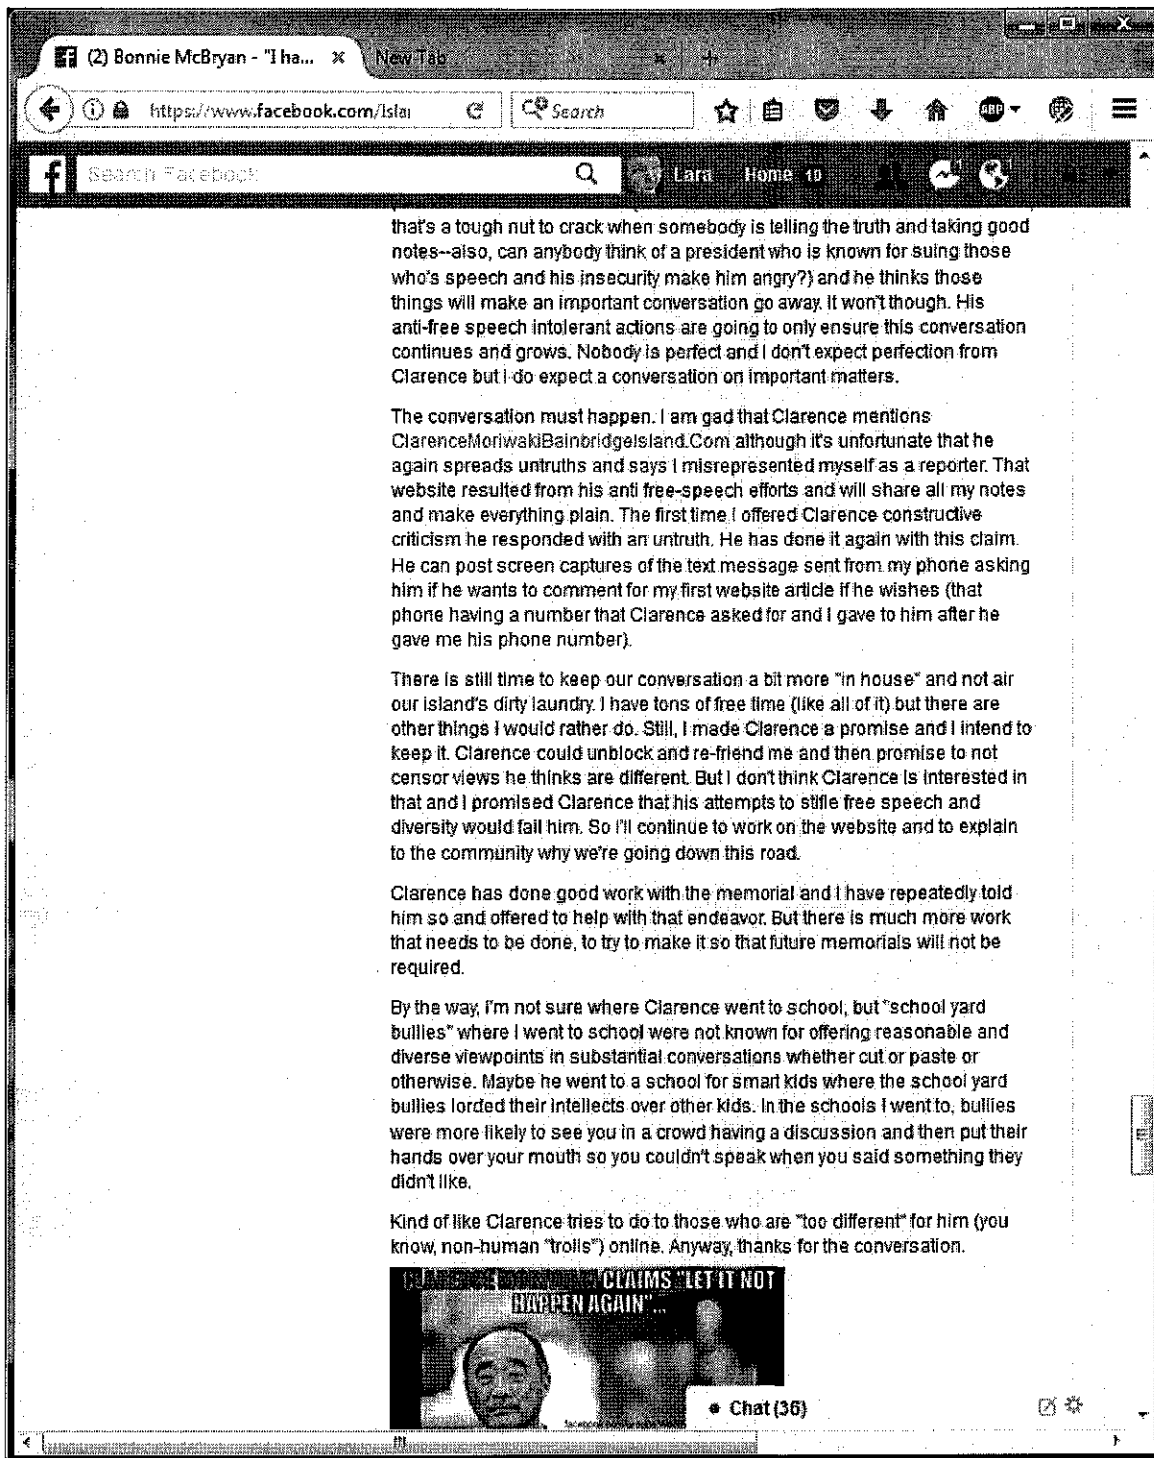 (2) Bonnie McBryan - "I ha...
New Tab
https://www.facebook.com/Islar
Search
ABP
Search Facebook
Lara Home 10
that's a tough nut to crack when somebody is telling the truth and taking good
notes--also, can anybody think of a president who is known for suing those
who's speech and his insecurity make him angry?) and he thinks those
things will make an important conversation go away. It won't though. His
anti-free speech intolerant actions are going to only ensure this conversation
continues and grows. Nobody is perfect and I don't expect perfection from
Clarence but I do expect a conversation on important matters.
The conversation must happen. I am gad that Clarence mentions
ClarenceMoriwakiBainbridgeIsland.Com although it's unfortunate that he
again spreads untruths and says I misrepresented myself as a reporter. That
website resulted from his anti free-speech efforts and will share all my notes
and make everything plain. The first time I offered Clarence constructive
criticism he responded with an untruth. He has done it again with this claim.
He can post screen captures of the text message sent from my phone asking
him if he wants to comment for my first website article if he wishes (that
phone having a number that Clarence asked for and I gave to him after he
gave me his phone number).
There is still time to keep our conversation a bit more "in house" and not air
our island's dirty laundry. I have tons of free time (like all of it) but there are
other things I would rather do. Still, I made Clarence a promise and I intend to
keep it. Clarence could unblock and re-friend me and then promise to not
censor views he thinks are different. But I don't think Clarence is interested in
that and I promised Clarence that his attempts to stifle free speech and
diversity would fail him. So I'll continue to work on the website and to explain
to the community why we're going down this road.
Clarence has done good work with the memorial and I have repeatedly told
him so and offered to help with that endeavor. But there is much more work
that needs to be done, to try to make it so that future memorials will not be
required.
By the way, I'm not sure where Clarence went to school, but "school yard
bullies" where I went to school were not known for offering reasonable and
diverse viewpoints in substantial conversations whether cut or paste or
otherwise. Maybe he went to a school for smart kids where the school yard
bullies lorded their intellects over other kids. In the schools I went to, bullies
were more likely to see you in a crowd having a discussion and then put their
hands over your mouth so you couldn't speak when you said something they
didn't like.
Kind of like Clarence tries to do to those who are "too different" for him (you
know, non-human "trolls") online. Anyway, thanks for the conversation.
CLAIMS "LET IT NOT
HAPPEN AGAIN"...
Chat (36)